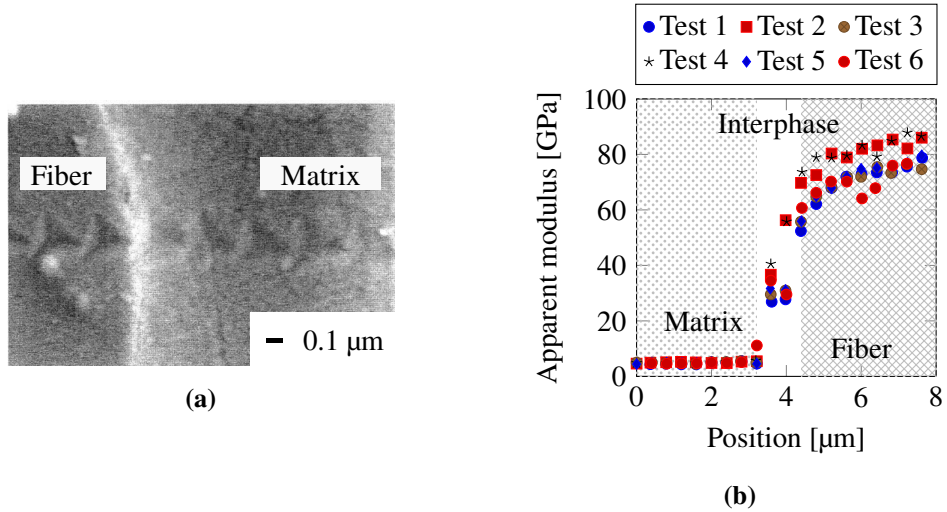 Fiber
Matrix
0.1 µm
(a)
Test 1 Test 2 Test 3
Test 4 Test 5 Test 6
100
80
60
40
20
0
0 2 4 6 8
Apparent modulus [GPa]
Interphase
Matrix
Fiber
Position [µm]
(b)